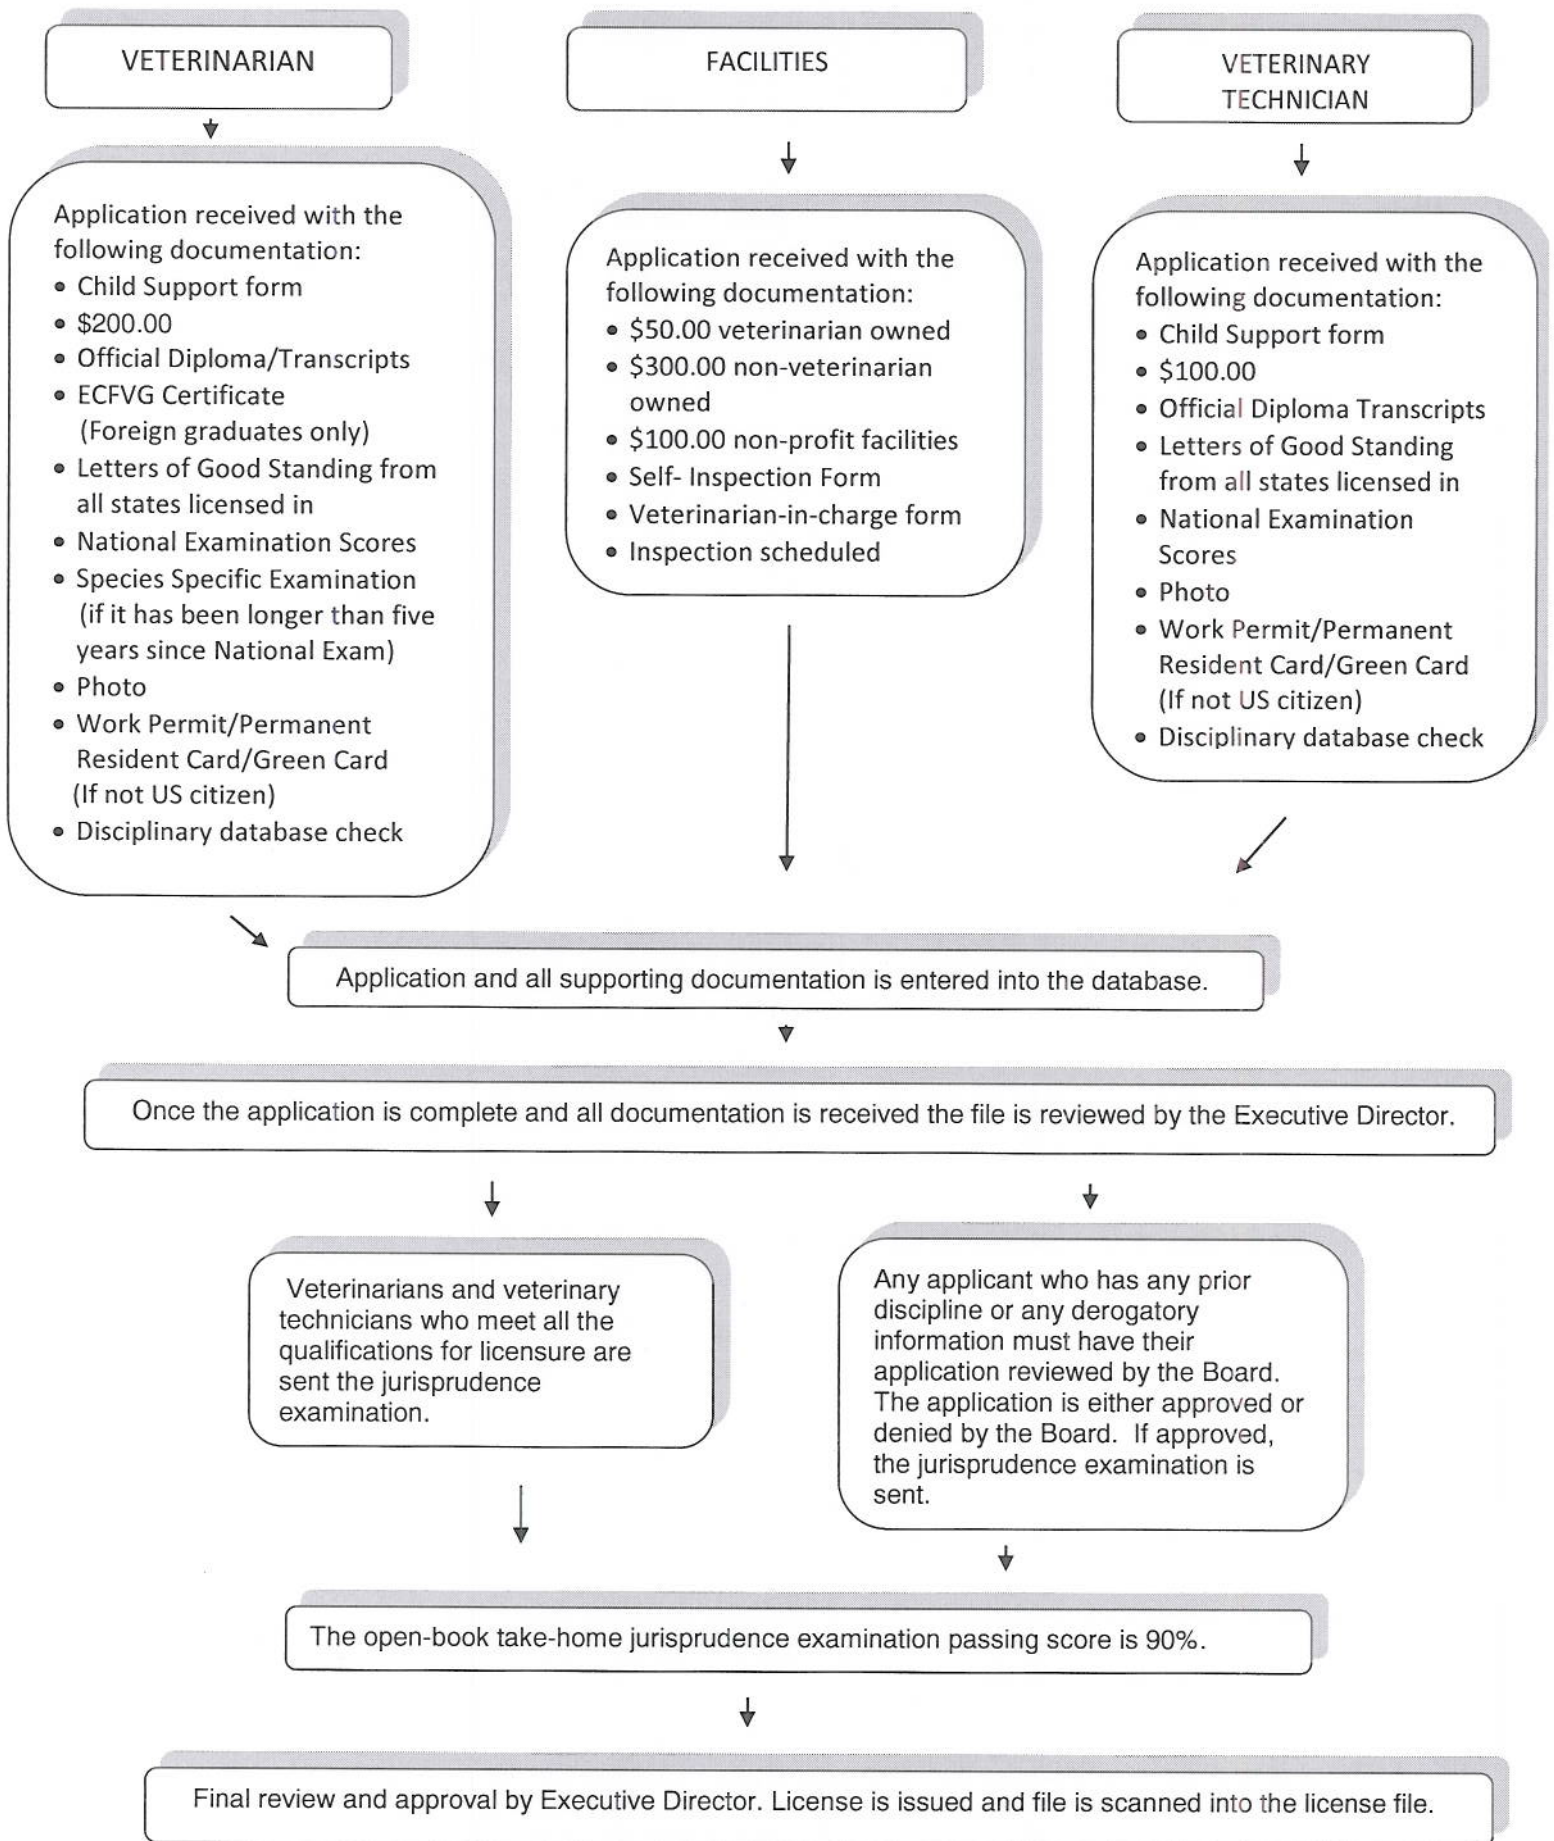 VETERINARIAN
Application received with the
following documentation:
• Child Support form
• $200.00
• Official Diploma/Transcripts
• ECFVG Certificate
(Foreign graduates only)
• Letters of Good Standing from
all states licensed in
• National Examination Scores
• Species Specific Examination
(if it has been longer than five
years since National Exam)
• Photo
• Work Permit/Permanent
Resident Card/Green Card
(If not US citizen)
• Disciplinary database check
FACILITIES
Application received with the
following documentation:
• $50.00 veterinarian owned
• $300.00 non-veterinarian
owned
• $100.00 non-profit facilities
• Self- Inspection Form
• Veterinarian-in-charge form
• Inspection scheduled
VETERINARY
TECHNICIAN
Application received with the
following documentation:
• Child Support form
• $100.00
• Official Diploma Transcripts
• Letters of Good Standing
from all states licensed in
• National Examination
Scores
• Photo
• Work Permit/Permanent
Resident Card/Green Card
(If not US citizen)
• Disciplinary database check
Application and all supporting documentation is entered into the database.
Once the application is complete and all documentation is received the file is reviewed by the Executive Director.
Veterinarians and veterinary
technicians who meet all the
qualifications for licensure are
sent the jurisprudence
examination.
Any applicant who has any prior
discipline or any derogatory
information must have their
application reviewed by the Board.
The application is either approved or
denied by the Board.  If approved,
the jurisprudence examination is
sent.
The open-book take-home jurisprudence examination passing score is 90%.
Final review and approval by Executive Director. License is issued and file is scanned into the license file.